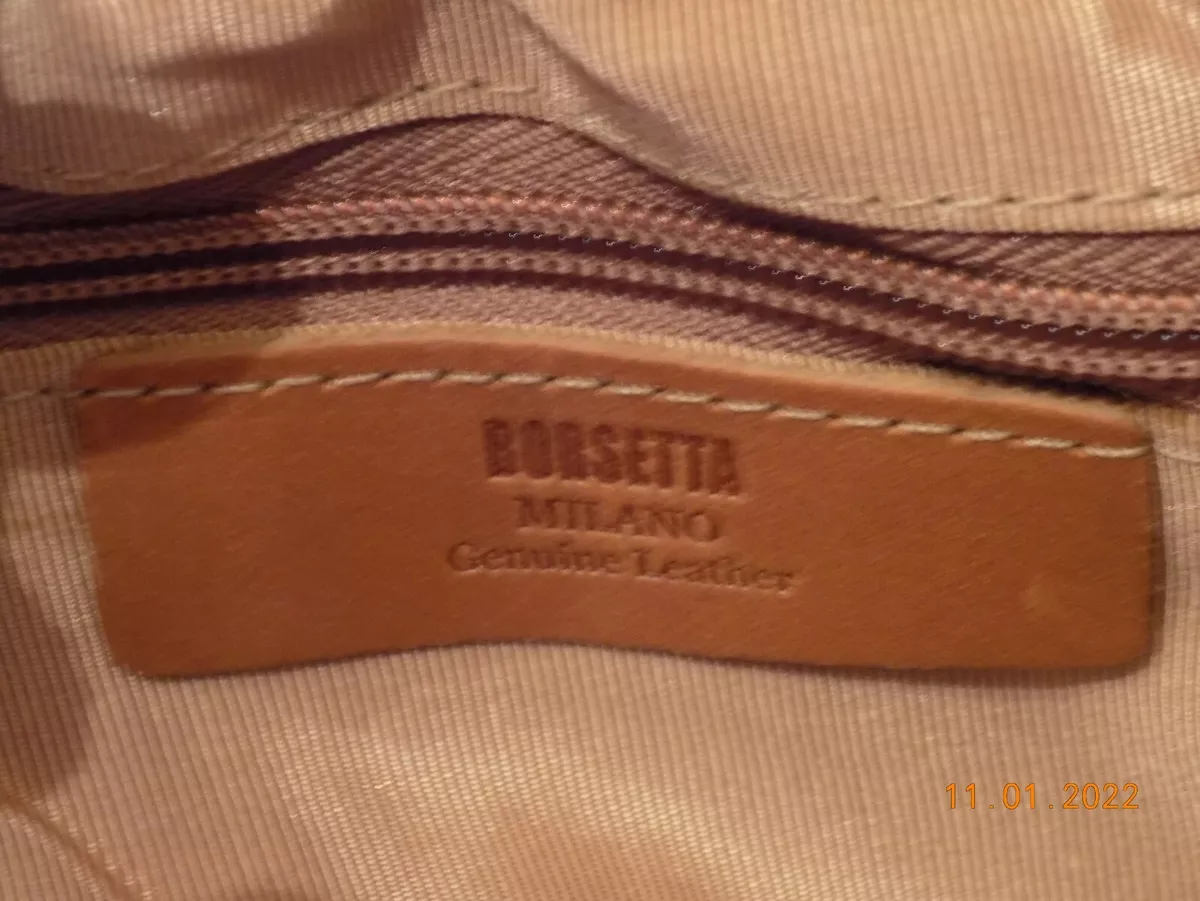 BORSETTA
MILANO
Genuine Leather
11.01.2022